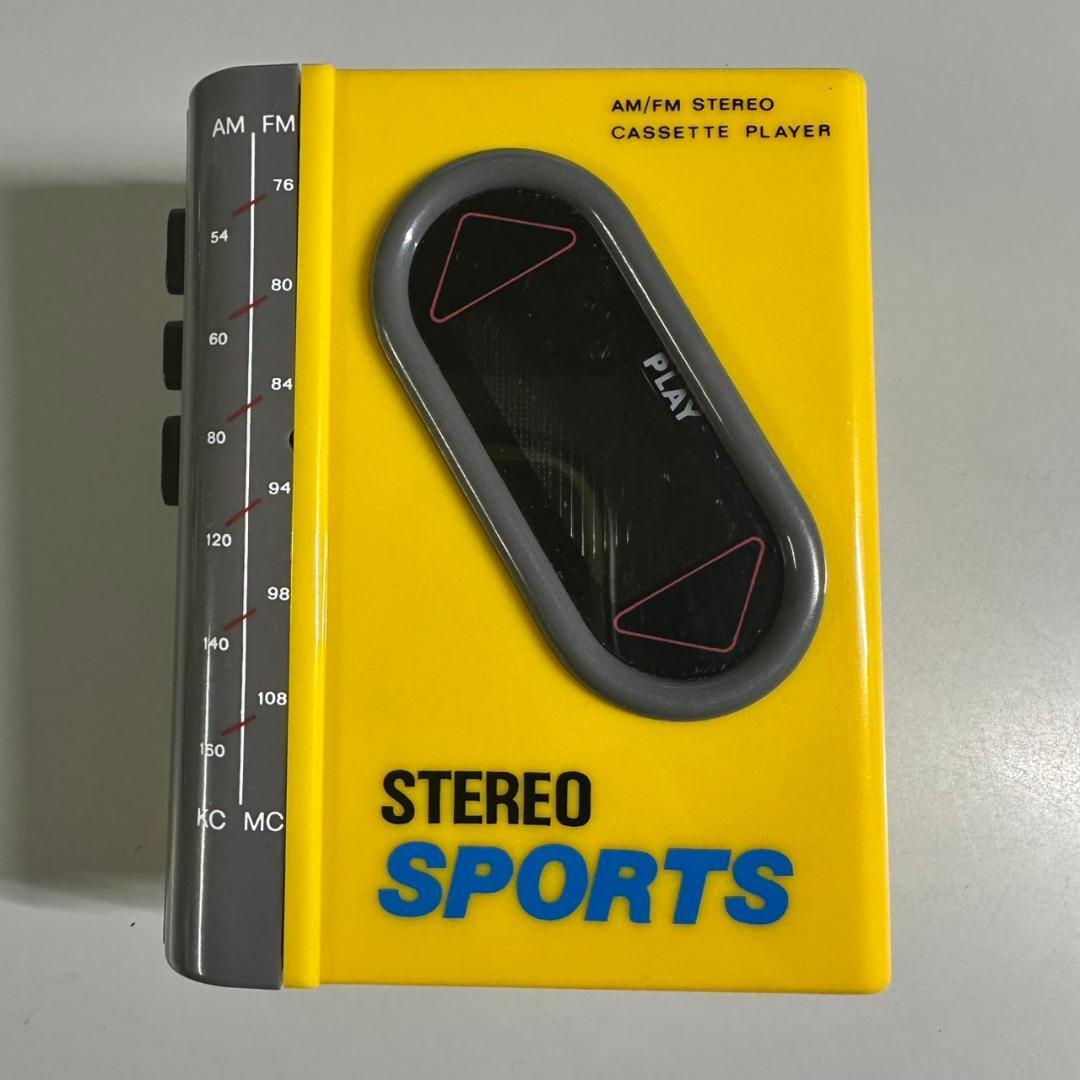 AM FM
76
54
80
60
84
80
94
120
98
140
108
160
KC MC
AM/FM STEREO
CASSETTE PLAYER
PLAY
STEREO
SPORTS